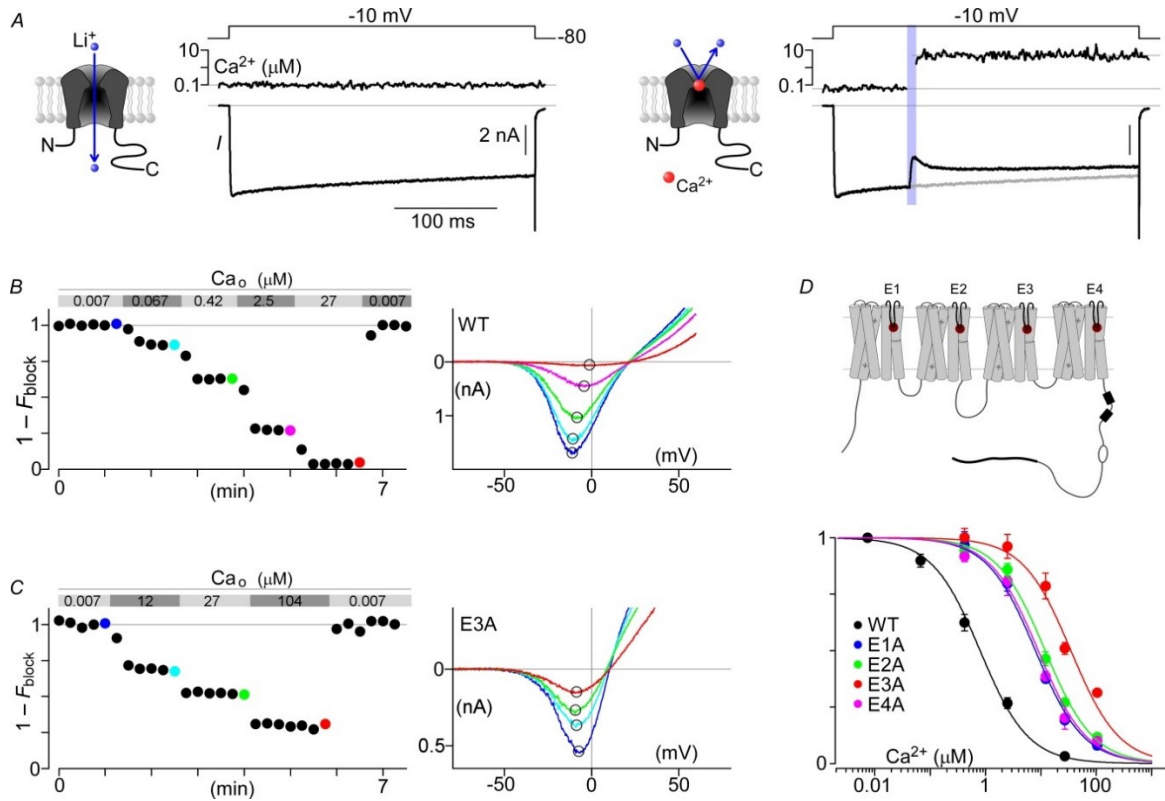 A
Li+
N
C
-10 mV
-80
10
0.1
Ca2+ (μM)
I
2 nA
100 ms
N
C
Ca2+
-10 mV
10
0.1
B
Cao (μM)
0.007 0.067 0.42 2.5 27 0.007
1
0
1 − Fblock
0 (min) 7
WT
0
(nA)
1
(mV)
-50 0 50
C
Cao (μM)
0.007 12 27 104 0.007
1
0
1 − Fblock
0 (min) 7
E3A
0
(nA)
0.5
(mV)
-50 0 50
D
E1 E2 E3 E4
1
0
WT
E1A
E2A
E3A
E4A
Ca2+ (μM)
0.01 1 100